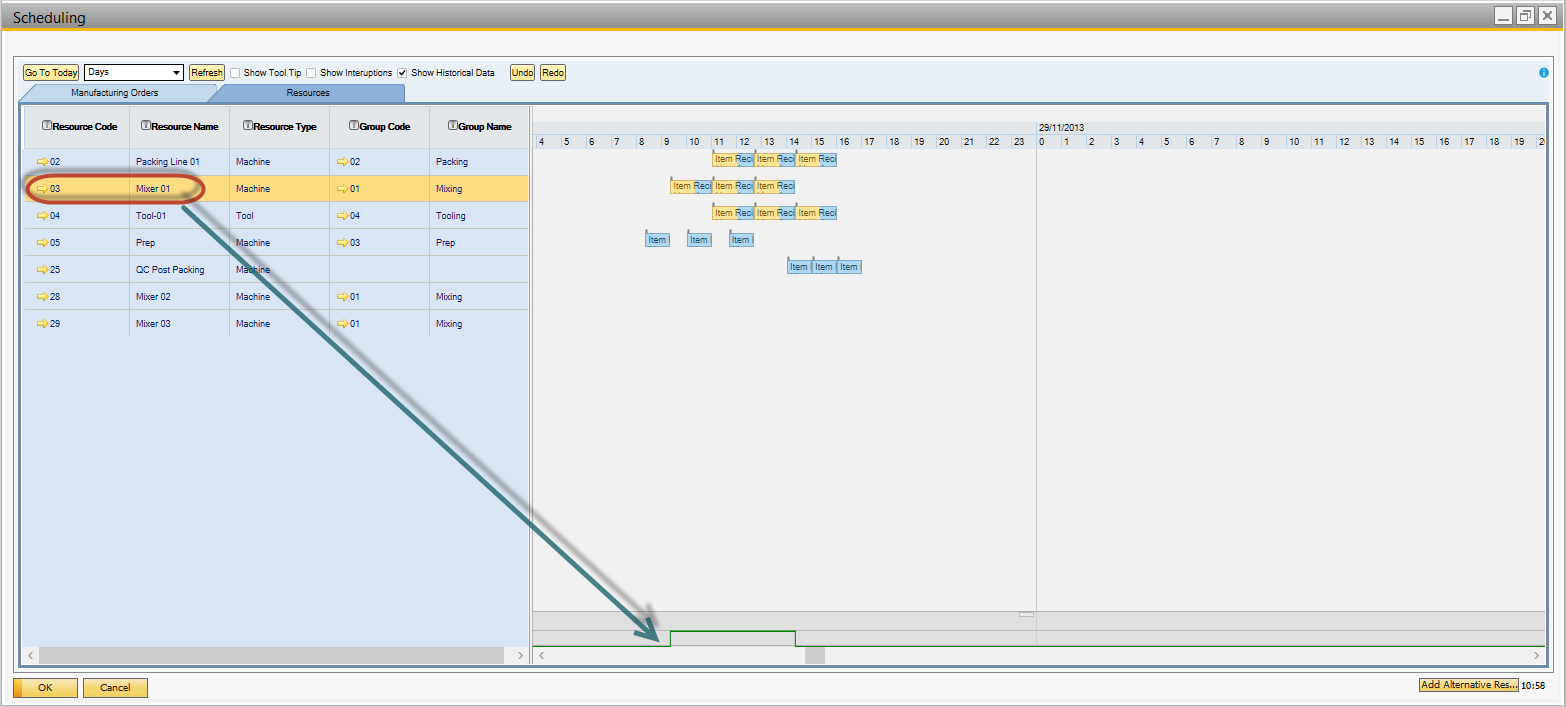 Scheduling
Go To Today Days Refresh Show Tool Tip Show Interuptions Show Historical Data Undo Redo
Manufacturing Orders Resources
Resource Code Resource Name Resource Type Group Code Group Name
29/11/2013
4 5 6 7 8 9 10 11 12 13 14 15 16 17 18 19 20 21 22 23 0 1 2 3 4 5 6 7 8 9 10 11 12 13 14 15 16 17 18 19 2
02 Packing Line 01 Machine 02 Packing Item Reci Item Reci Item Reci
03 Mixer 01 Machine 01 Mixing Item Reci Item Reci Item Reci
04 Tool-01 Tool 04 Tooling Item Reci Item Reci Item Reci
05 Prep Machine 03 Prep Item Item Item
25 QC Post Packing Machine Item Item Item
28 Mixer 02 Machine 01 Mixing
29 Mixer 03 Machine 01 Mixing
OK Cancel Add Alternative Res... 10:58